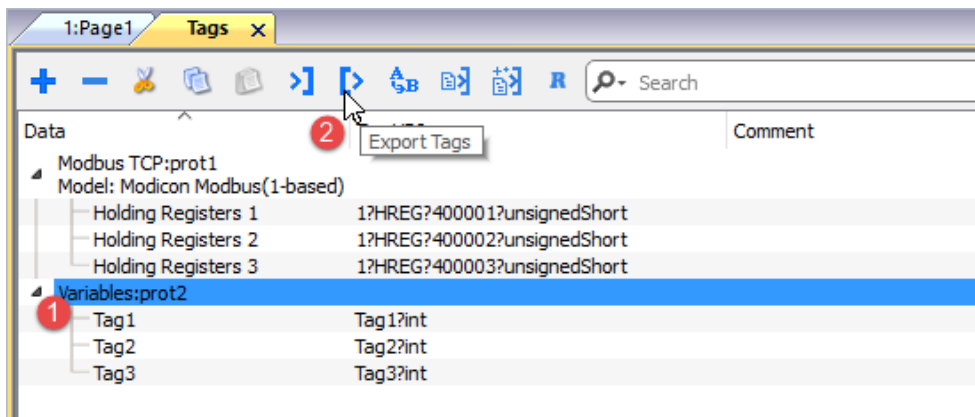 1:Page1 Tags x
R Search
Data Comment
2 Export Tags
Modbus TCP:prot1
Model: Modicon Modbus(1-based)
Holding Registers 1 1?HREG?400001?unsignedShort
Holding Registers 2 1?HREG?400002?unsignedShort
Holding Registers 3 1?HREG?400003?unsignedShort
Variables:prot2
1
Tag1 Tag1?int
Tag2 Tag2?int
Tag3 Tag3?int